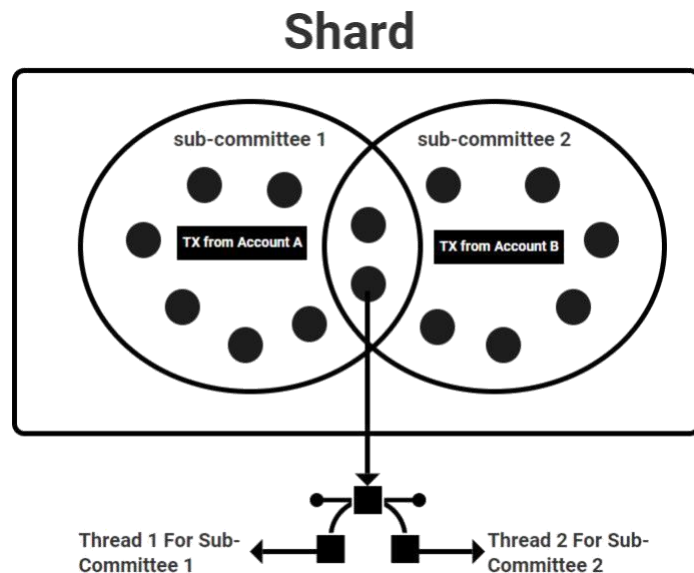 Shard
sub-committee 1
sub-committee 2
TX from Account A
TX from Account B
Thread 1 For Sub-
Committee 1
Thread 2 For Sub-
Committee 2